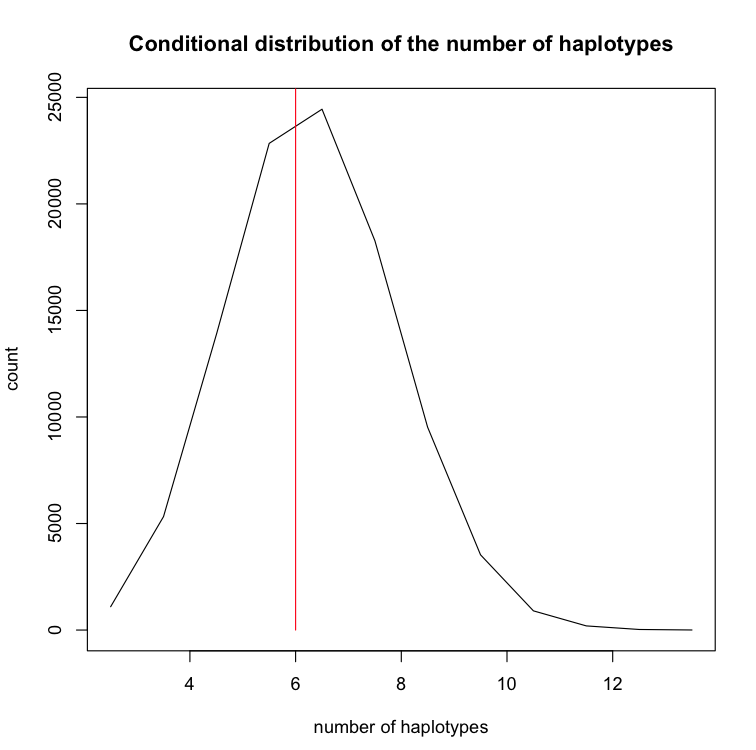 Conditional distribution of the number of haplotypes
25000
20000
15000
10000
5000
0
count
4 6 8 10 12
number of haplotypes